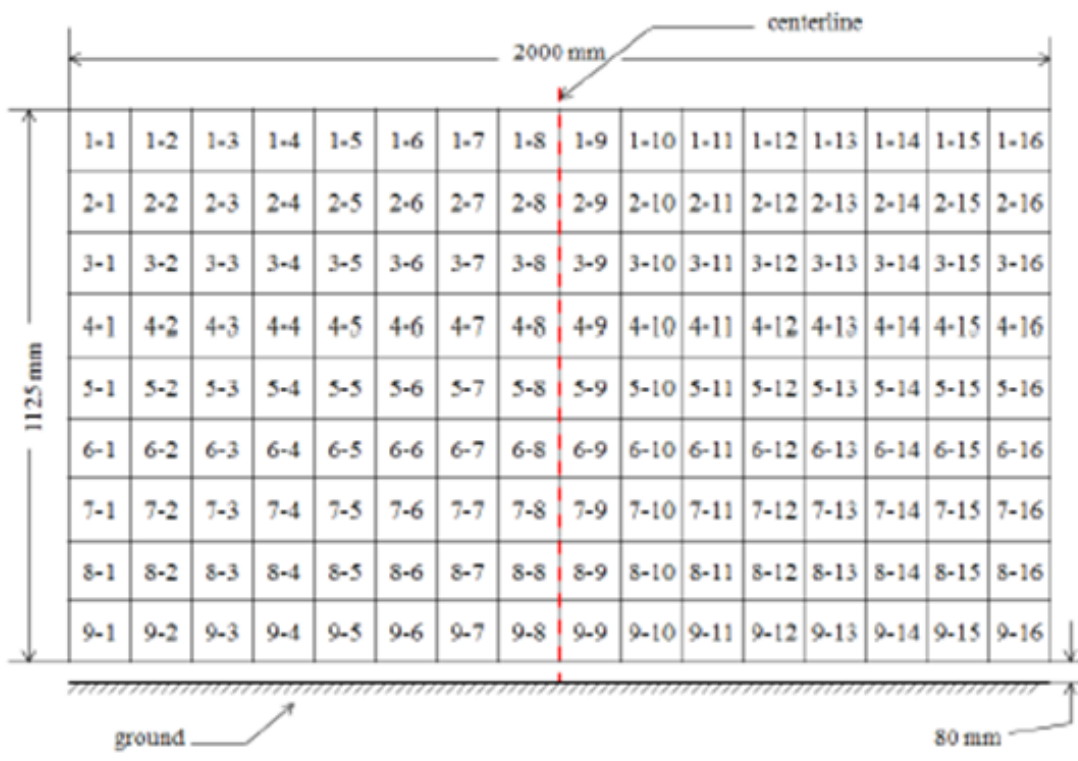 centerline
2000 mm
1-1 1-2 1-3 1-4 1-5 1-6 1-7 1-8 1-9 1-10 1-11 1-12 1-13 1-14 1-15 1-16
2-1 2-2 2-3 2-4 2-5 2-6 2-7 2-8 2-9 2-10 2-11 2-12 2-13 2-14 2-15 2-16
3-1 3-2 3-3 3-4 3-5 3-6 3-7 3-8 3-9 3-10 3-11 3-12 3-13 3-14 3-15 3-16
4-1 4-2 4-3 4-4 4-5 4-6 4-7 4-8 4-9 4-10 4-11 4-12 4-13 4-14 4-15 4-16
1125 mm
5-1 5-2 5-3 5-4 5-5 5-6 5-7 5-8 5-9 5-10 5-11 5-12 5-13 5-14 5-15 5-16
6-1 6-2 6-3 6-4 6-5 6-6 6-7 6-8 6-9 6-10 6-11 6-12 6-13 6-14 6-15 6-16
7-1 7-2 7-3 7-4 7-5 7-6 7-7 7-8 7-9 7-10 7-11 7-12 7-13 7-14 7-15 7-16
8-1 8-2 8-3 8-4 8-5 8-6 8-7 8-8 8-9 8-10 8-11 8-12 8-13 8-14 8-15 8-16
9-1 9-2 9-3 9-4 9-5 9-6 9-7 9-8 9-9 9-10 9-11 9-12 9-13 9-14 9-15 9-16
ground
80 mm